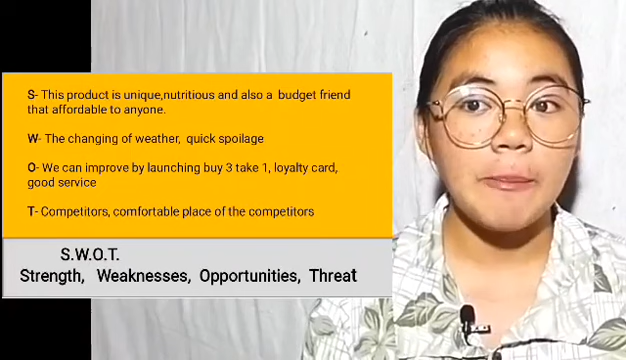 S- This product is unique,nutritious and also a budget friend
that affordable to anyone.
W- The changing of weather, quick spoilage
O- We can improve by launching buy 3 take 1, loyalty card,
good service
T- Competitors, comfortable place of the competitors
S.W.O.T.
Strength, Weaknesses, Opportunities, Threat